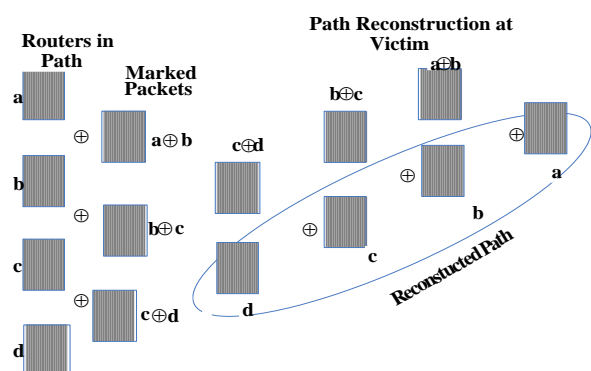 Path Reconstruction at
Victim
Routers in
Path
Marked
Packets
a
⊕
a⊕b
b
⊕
b⊕c
c
⊕
c⊕d
d
c⊕d
b⊕c
a⊕b
⊕
⊕
⊕
a
b
c
d
Reconstucted Path